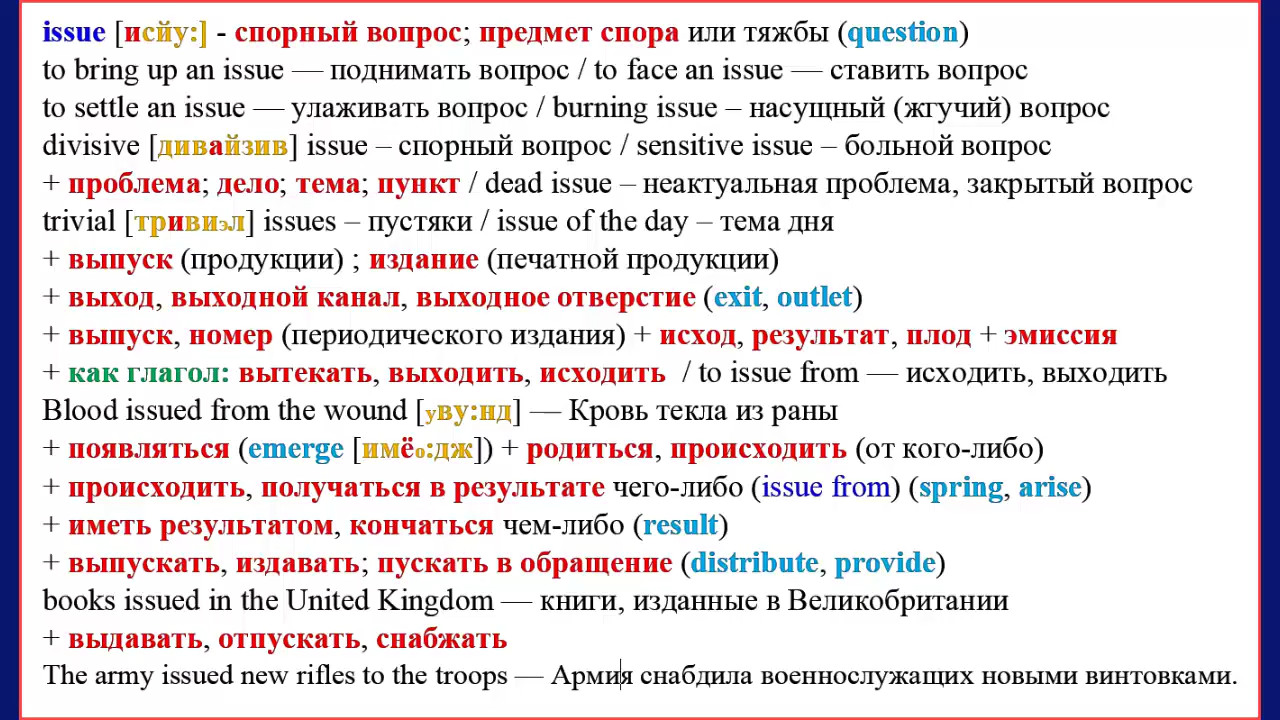 issue [исйу:] - спорный вопрос; предмет спора или тяжбы (question)
to bring up an issue — поднимать вопрос / to face an issue — ставить вопрос
to settle an issue — улаживать вопрос / burning issue – насущный (жгучий) вопрос
divisive [дивайзив] issue – спорный вопрос / sensitive issue – больной вопрос
+ проблема; дело; тема; пункт / dead issue – неактуальная проблема, закрытый вопрос
trivial [тривиэл] issues – пустяки / issue of the day – тема дня
+ выпуск (продукции) ; издание (печатной продукции)
+ выход, выходной канал, выходное отверстие (exit, outlet)
+ выпуск, номер (периодического издания) + исход, результат, плод + эмиссия
+ как глагол: вытекать, выходить, исходить / to issue from — исходить, выходить
Blood issued from the wound [уву:нд] — Кровь текла из раны
+ появляться (emerge [имёо:дж]) + родиться, происходить (от кого-либо)
+ происходить, получаться в результате чего-либо (issue from) (spring, arise)
+ иметь результатом, кончаться чем-либо (result)
+ выпускать, издавать; пускать в обращение (distribute, provide)
books issued in the United Kingdom — книги, изданные в Великобритании
+ выдавать, отпускать, снабжать
The army issued new rifles to the troops — Армия снабдила военнослужащих новыми винтовками.